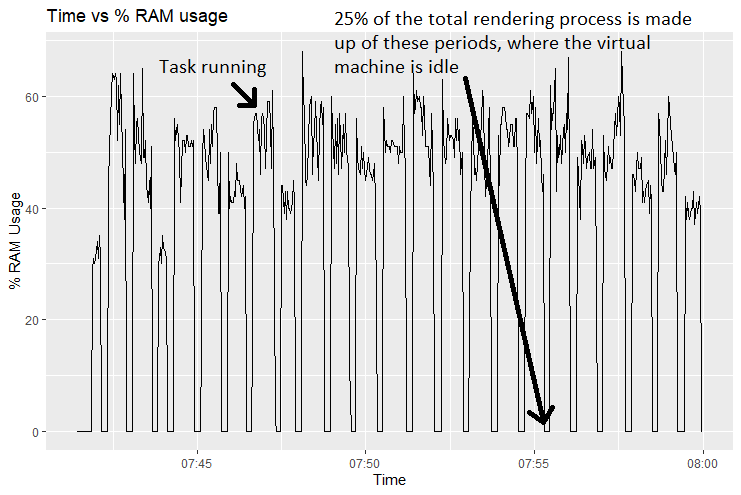 Time vs % RAM usage
25% of the total rendering process is made
up of these periods, where the virtual
machine is idle
Task running
% RAM Usage
60
40
20
0
07:45
07:50
07:55
08:00
Time